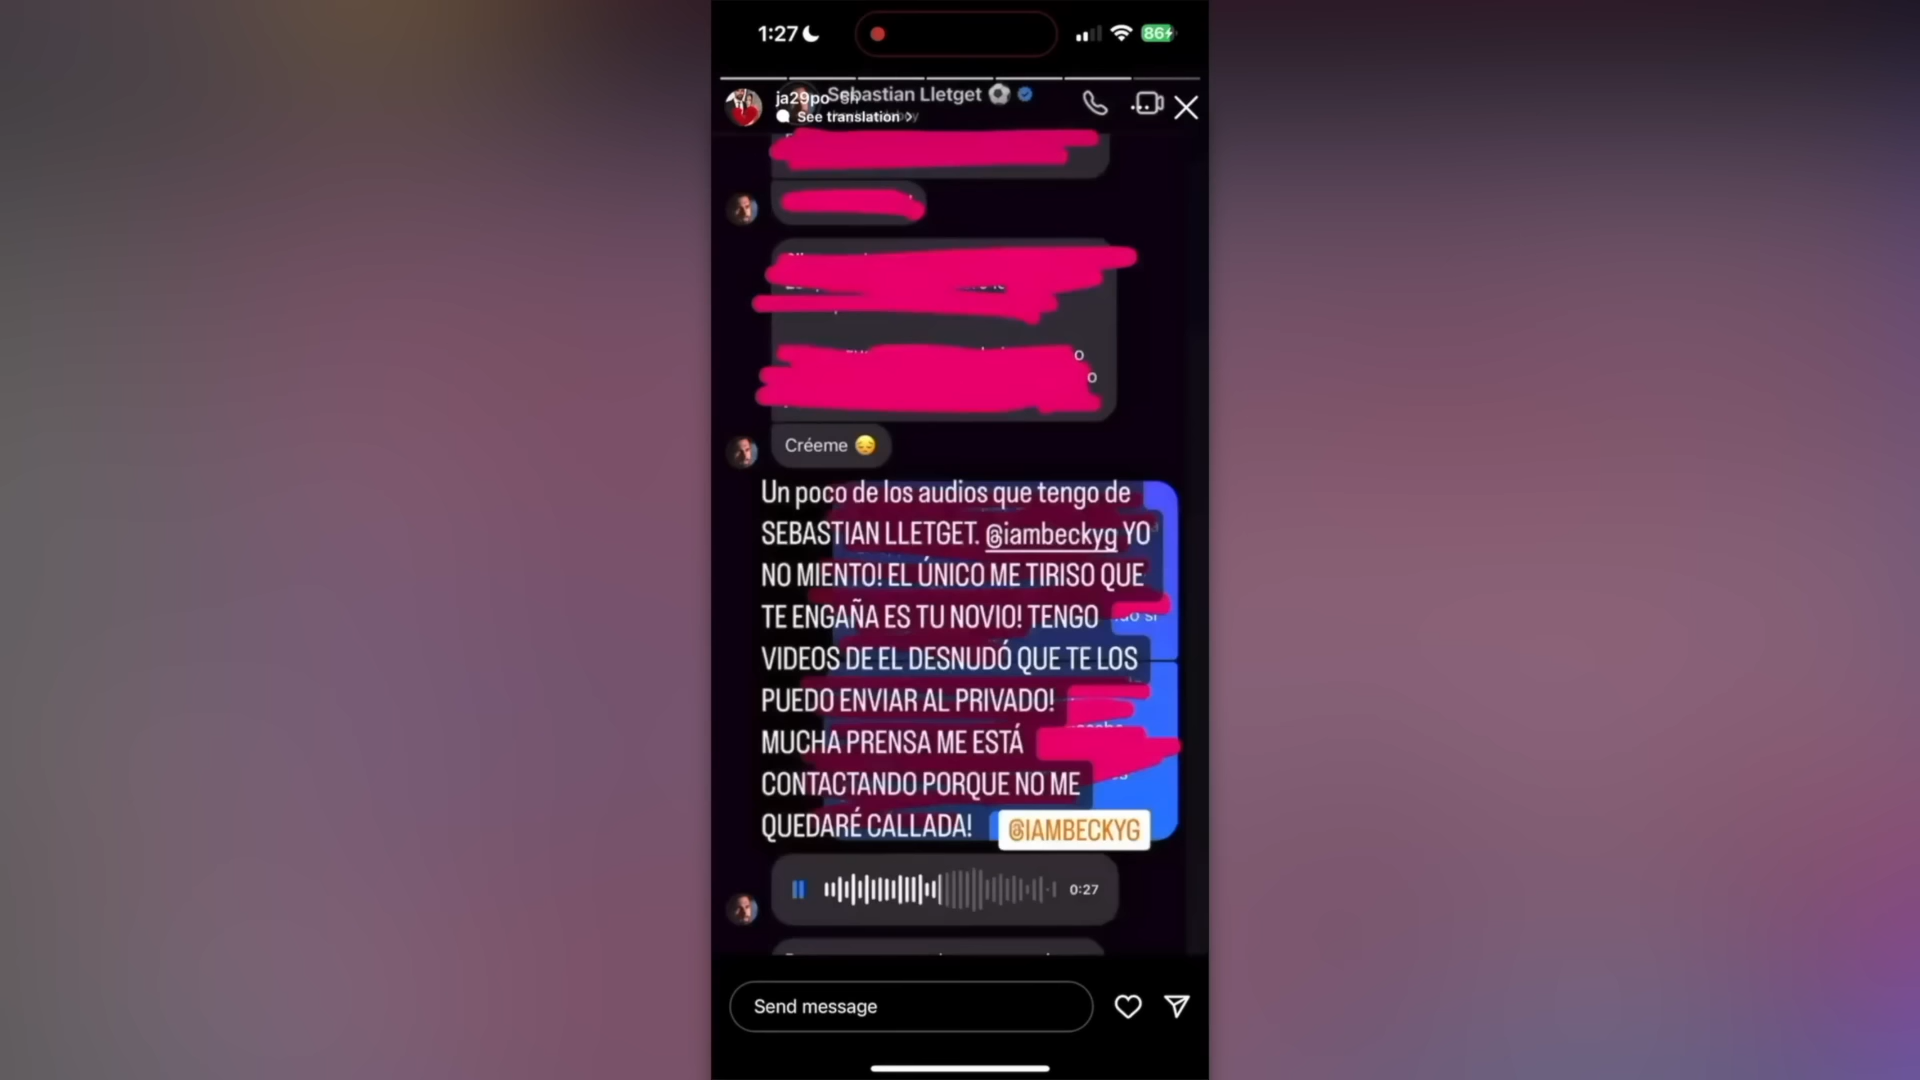 1:27
86
Sebastian Lletget
ja29po
See translation
Créeme
Un poco de los audios que tengo de
SEBASTIAN LLETGET. @iambeckyg YO
NO MIENTO! EL ÚNICO ME TIRISO QUE
TE ENGAÑA ES TU NOVIO! TENGO
VIDEOS DE EL DESNUDÓ QUE TE LOS
PUEDO ENVIAR AL PRIVADO!
MUCHA PRENSA ME ESTÁ
CONTACTANDO PORQUE NO ME
QUEDARÉ CALLADA! @IAMBECKYG
0:27
Send message